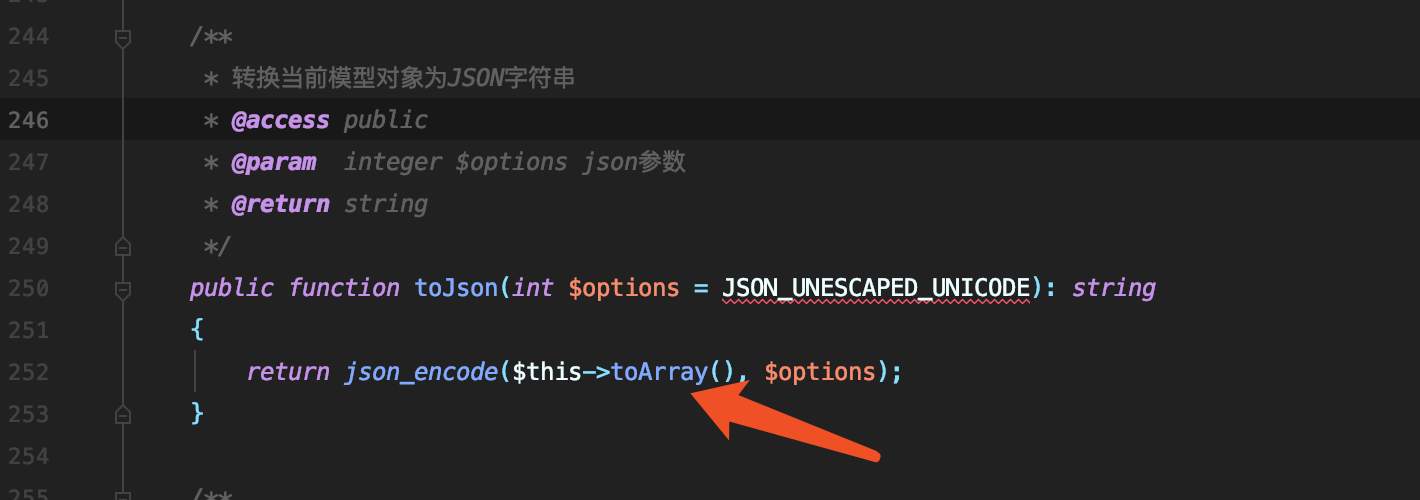 244 /**
245 * 转换当前模型对象为JSON字符串
246 * @access public
247 * @param  integer $options json参数
248 * @return string
249 */
250 public function toJson(int $options = JSON_UNESCAPED_UNICODE): string
251 {
252 return json_encode($this->toArray(), $options);
253 }
254
255 /**